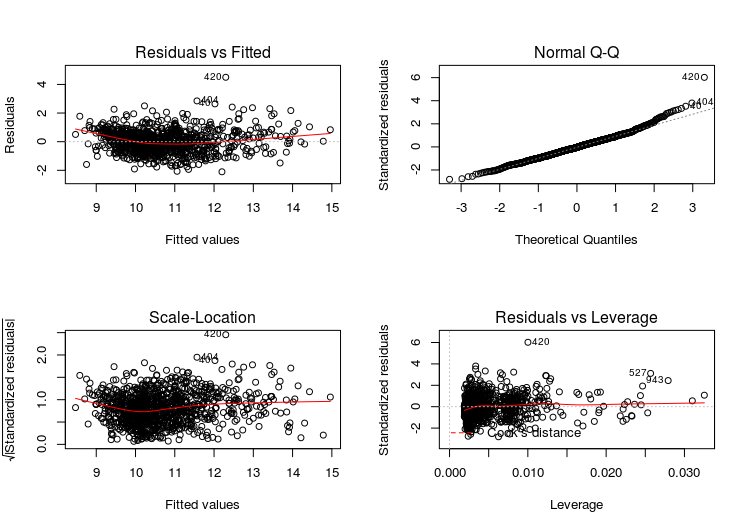 Residuals vs Fitted
Residuals
-2 0 2 4
420
404
9 10 11 12 13 14 15
Fitted values
Normal Q-Q
Standardized residuals
-2 0 2 4 6
420
404
-3 -2 -1 0 1 2 3
Theoretical Quantiles
Scale-Location
√|Standardized residuals|
0.0 1.0 2.0
420
404
9 10 11 12 13 14 15
Fitted values
Residuals vs Leverage
Standardized residuals
-2 0 2 4 6
420
527
943
Cook's distance
0.000 0.010 0.020 0.030
Leverage